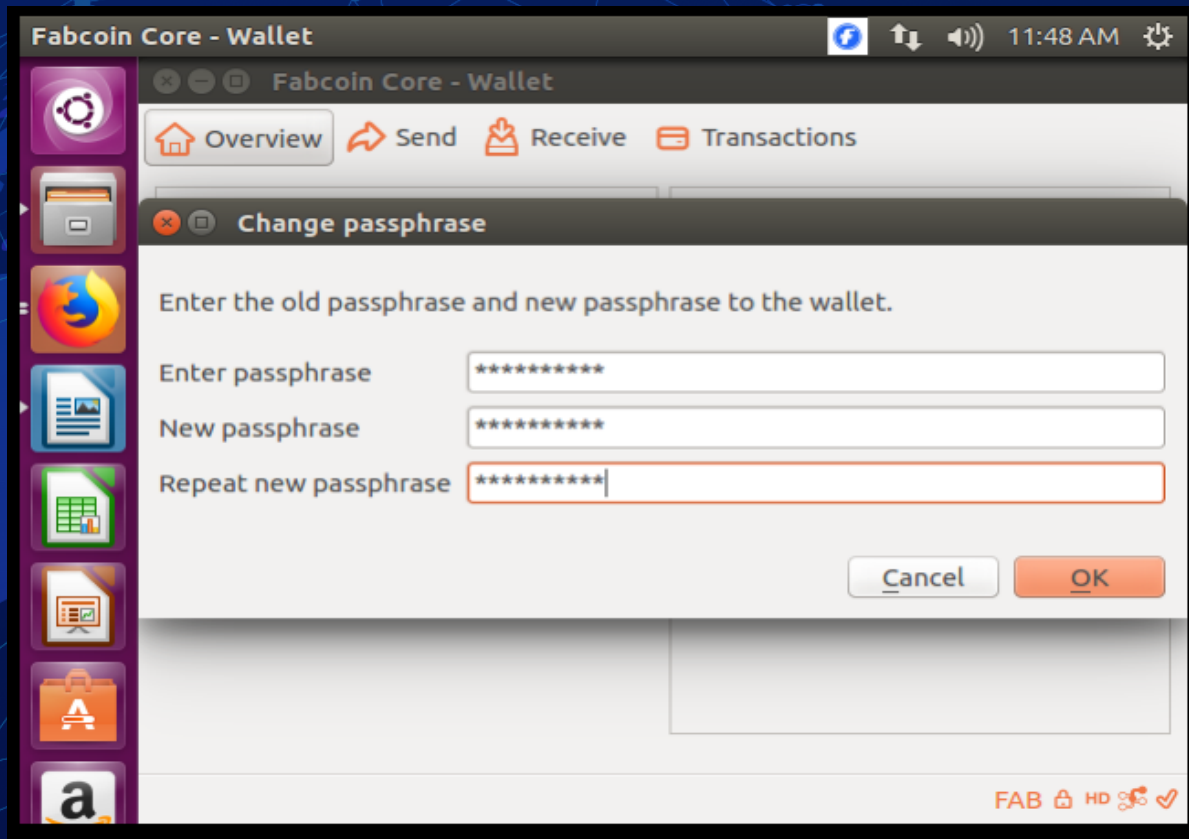 Fabcoin Core - Wallet 11:48 AM
Fabcoin Core - Wallet
Overview Send Receive Transactions
Change passphrase
Enter the old passphrase and new passphrase to the wallet.
Enter passphrase **********
New passphrase **********
Repeat new passphrase **********
Cancel OK
A
a
FAB HD